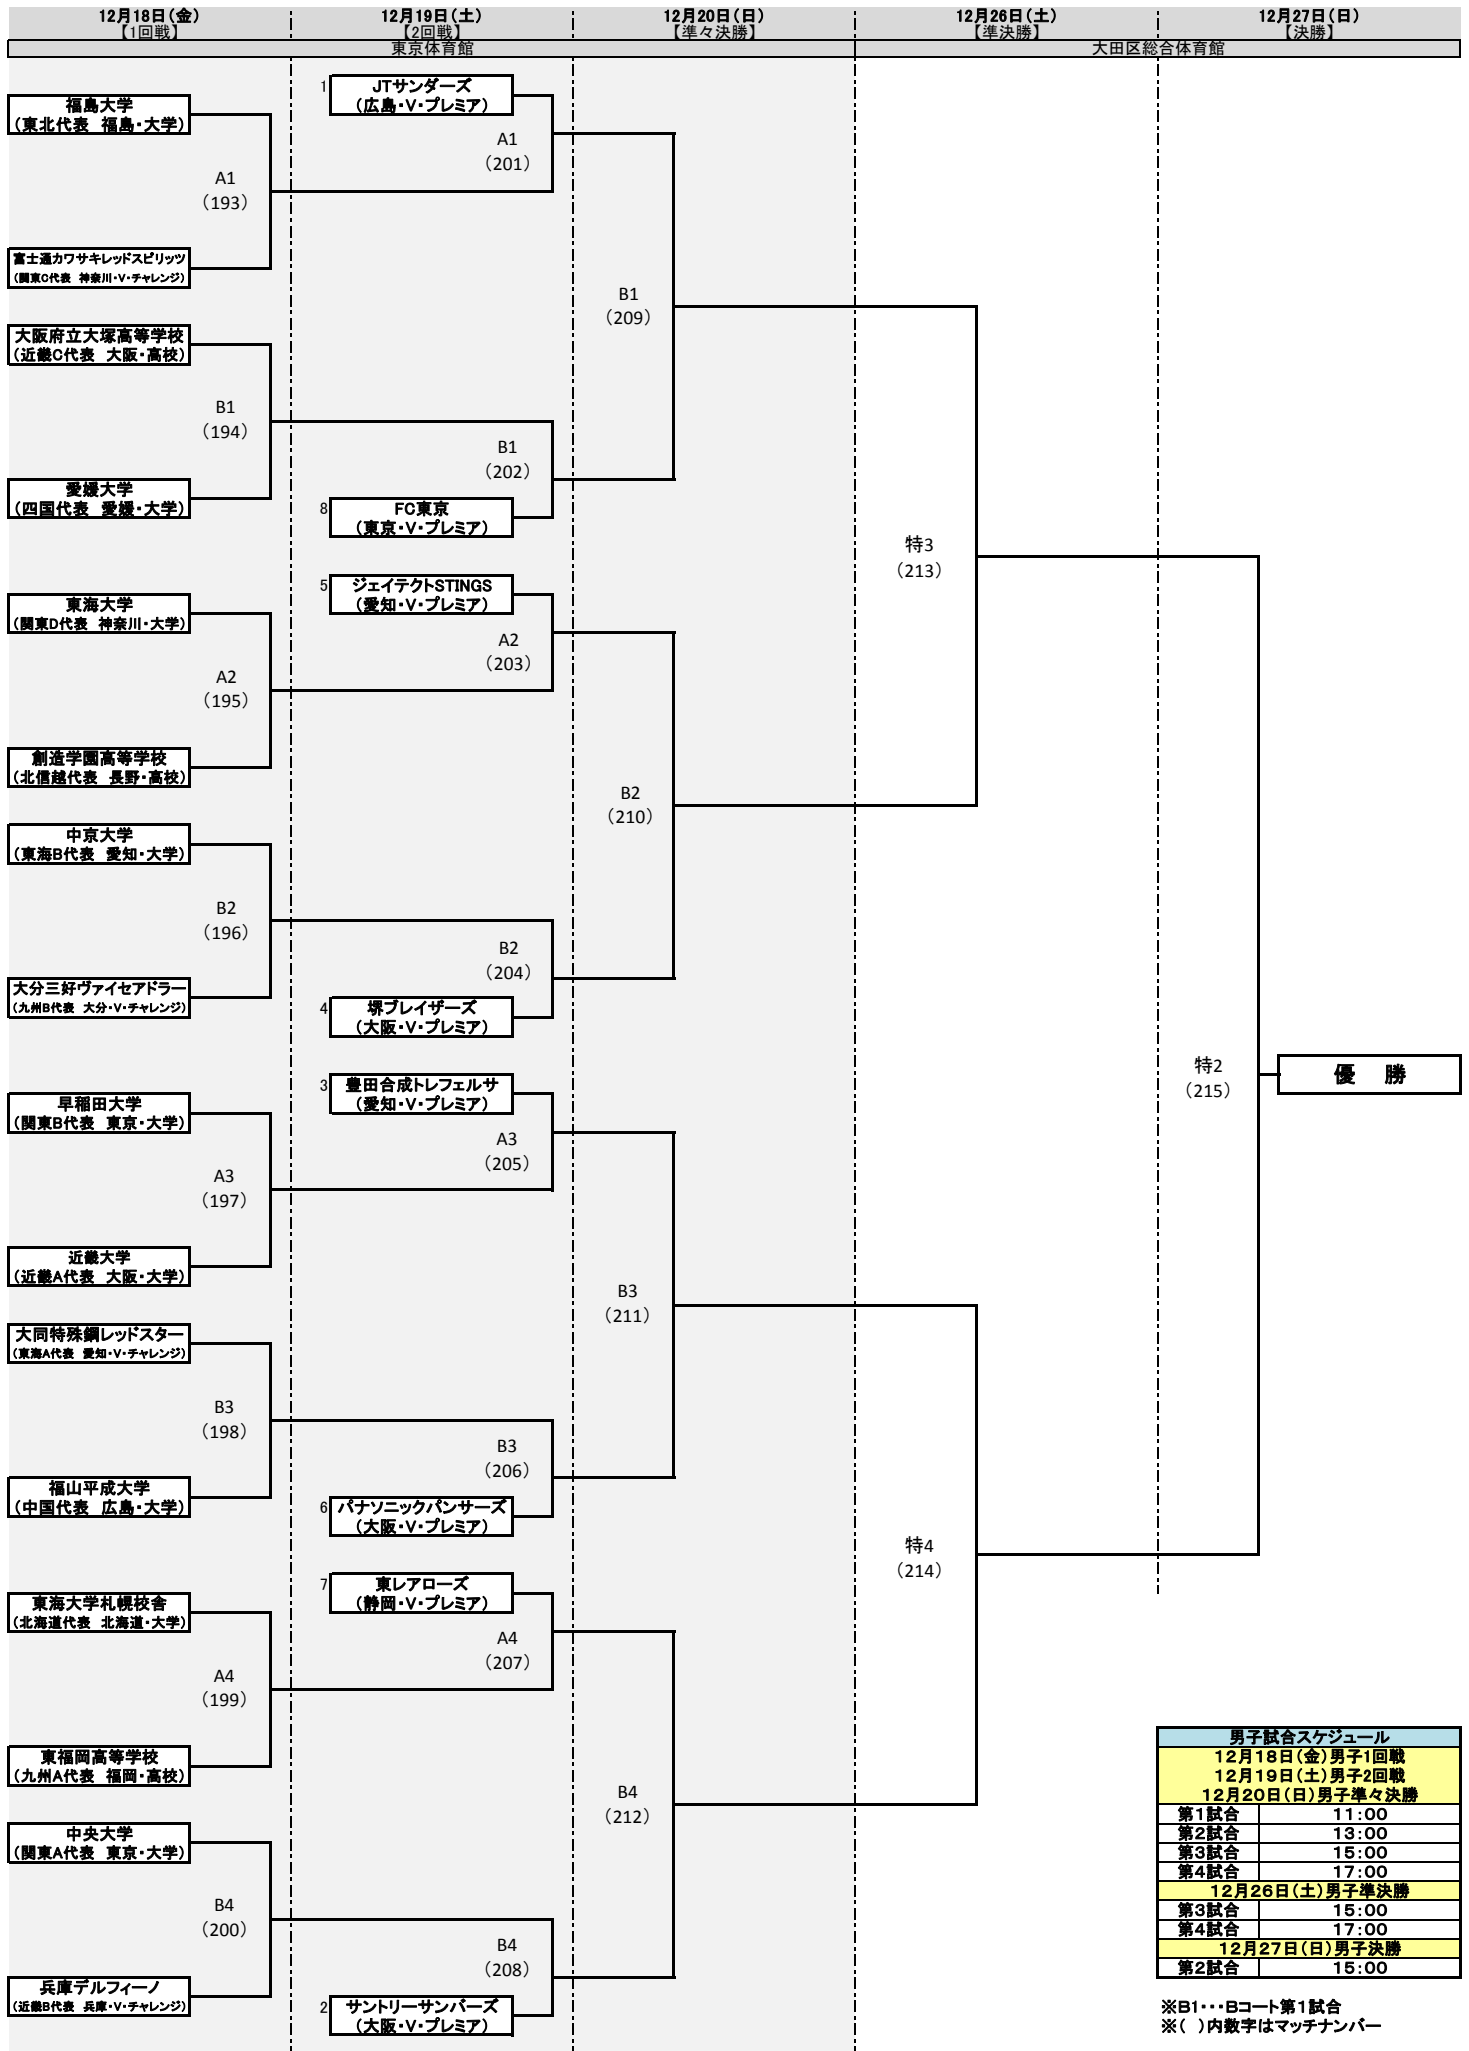 12月18日(金)
【1回戦】
12月19日(土)
【2回戦】
12月20日(日)
【準々決勝】
12月26日(土)
【準決勝】
12月27日(日)
【決勝】
東京体育館
大田区総合体育館
福島大学
(東北代表 福島・大学)
A1
(193)
富士通カワサキレッドスピリッツ
(関東C代表 神奈川・V・チャレンジ)
大阪府立大塚高等学校
(近畿C代表 大阪・高校)
B1
(194)
愛媛大学
(四国代表 愛媛・大学)
東海大学
(関東D代表 神奈川・大学)
A2
(195)
創造学園高等学校
(北信越代表 長野・高校)
中京大学
(東海B代表 愛知・大学)
B2
(196)
大分三好ヴァイセアドラー
(九州B代表 大分・V・チャレンジ)
早稲田大学
(関東B代表 東京・大学)
A3
(197)
近畿大学
(近畿A代表 大阪・大学)
大同特殊鋼レッドスター
(東海A代表 愛知・V・チャレンジ)
B3
(198)
福山平成大学
(中国代表 広島・大学)
東海大学札幌校舎
(北海道代表 北海道・大学)
A4
(199)
東福岡高等学校
(九州A代表 福岡・高校)
中央大学
(関東A代表 東京・大学)
B4
(200)
兵庫デルフィーノ
(近畿B代表 兵庫・V・チャレンジ)
1 JTサンダーズ
(広島・V・プレミア)
A1
(201)
B1
(202)
8 FC東京
(東京・V・プレミア)
5 ジェイテクトSTINGS
(愛知・V・プレミア)
A2
(203)
B2
(204)
4 堺ブレイザーズ
(大阪・V・プレミア)
3 豊田合成トレフェルサ
(愛知・V・プレミア)
A3
(205)
B3
(206)
6 パナソニックパンサーズ
(大阪・V・プレミア)
7 東レアローズ
(静岡・V・プレミア)
A4
(207)
B4
(208)
2 サントリーサンバーズ
(大阪・V・プレミア)
B1
(209)
B2
(210)
B3
(211)
B4
(212)
特3
(213)
特4
(214)
特2
(215)
優 勝
男子試合スケジュール
12月18日(金)男子1回戦
12月19日(土)男子2回戦
12月20日(日)男子準々決勝
第1試合 11:00
第2試合 13:00
第3試合 15:00
第4試合 17:00
12月26日(土)男子準決勝
第3試合 15:00
第4試合 17:00
12月27日(日)男子決勝
第2試合 15:00
※B1・・・Bコート第1試合
※( )内数字はマッチナンバー